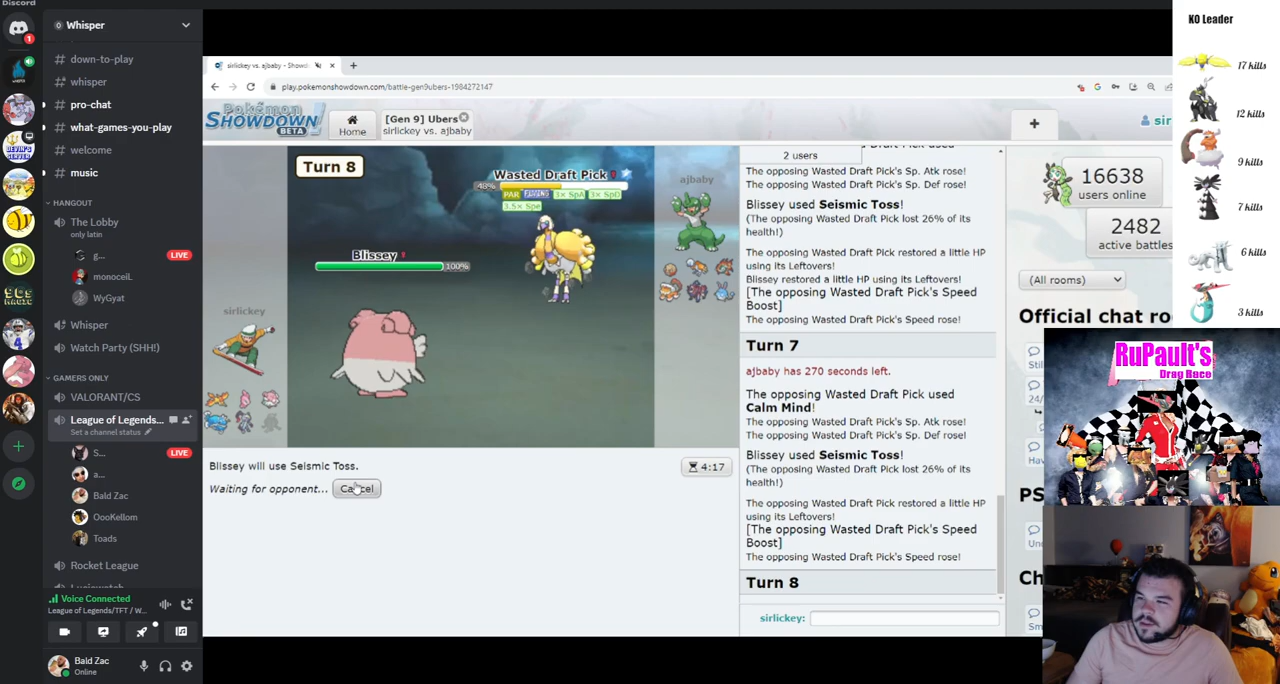 Discord
Whisper
# down-to-play
# whisper
# pro-chat
# what-games-you-play
# welcome
# music
HANGOUT
The Lobby
only latin
g... LIVE
monoceiL
WyGyat
Whisper
Watch Party (SHH!)
GAMERS ONLY
VALORANT/CS
League of Legends...
Set a channel status
S... LIVE
a...
Bald Zac
OooKellom
Toads
Rocket League
Voice Connected
League of Legends/TFT / W...
Bald Zac
Online
sirlickey vs. ajbaby - Showd
play.pokemonshowdown.com/battle-gen9ubers-1984272147
Pokémon
SHOWDOWN!
BETA
Home
[Gen 9] Ubers
sirlickey vs. ajbaby
sir
Turn 8
Wasted Draft Pick
48%
PAR
3× SpA
3× SpD
3.5× Spe
Blissey
100%
sirlickey
ajbaby
Blissey will use Seismic Toss.
Waiting for opponent... Cancel
4:17
2 users
The opposing Wasted Draft Pick's Sp. Atk rose!
The opposing Wasted Draft Pick's Sp. Def rose!
Blissey used Seismic Toss!
(The opposing Wasted Draft Pick lost 26% of its
health!)
The opposing Wasted Draft Pick restored a little HP
using its Leftovers!
Blissey restored a little HP using its Leftovers!
[The opposing Wasted Draft Pick's Speed
Boost]
The opposing Wasted Draft Pick's Speed rose!
Turn 7
ajbaby has 270 seconds left.
The opposing Wasted Draft Pick used
Calm Mind!
The opposing Wasted Draft Pick's Sp. Atk rose!
The opposing Wasted Draft Pick's Sp. Def rose!
Blissey used Seismic Toss!
(The opposing Wasted Draft Pick lost 26% of its
health!)
The opposing Wasted Draft Pick restored a little HP
using its Leftovers!
[The opposing Wasted Draft Pick's Speed
Boost]
The opposing Wasted Draft Pick's Speed rose!
Turn 8
sirlickey:
16638
users online
2482
active battles
(All rooms)
Official chat ro
Still
24/
Hav
PS
Un
Ch
Sm
KO Leader
17 kills
12 kills
9 kills
7 kills
6 kills
3 kills
RuPault's
Drag Race